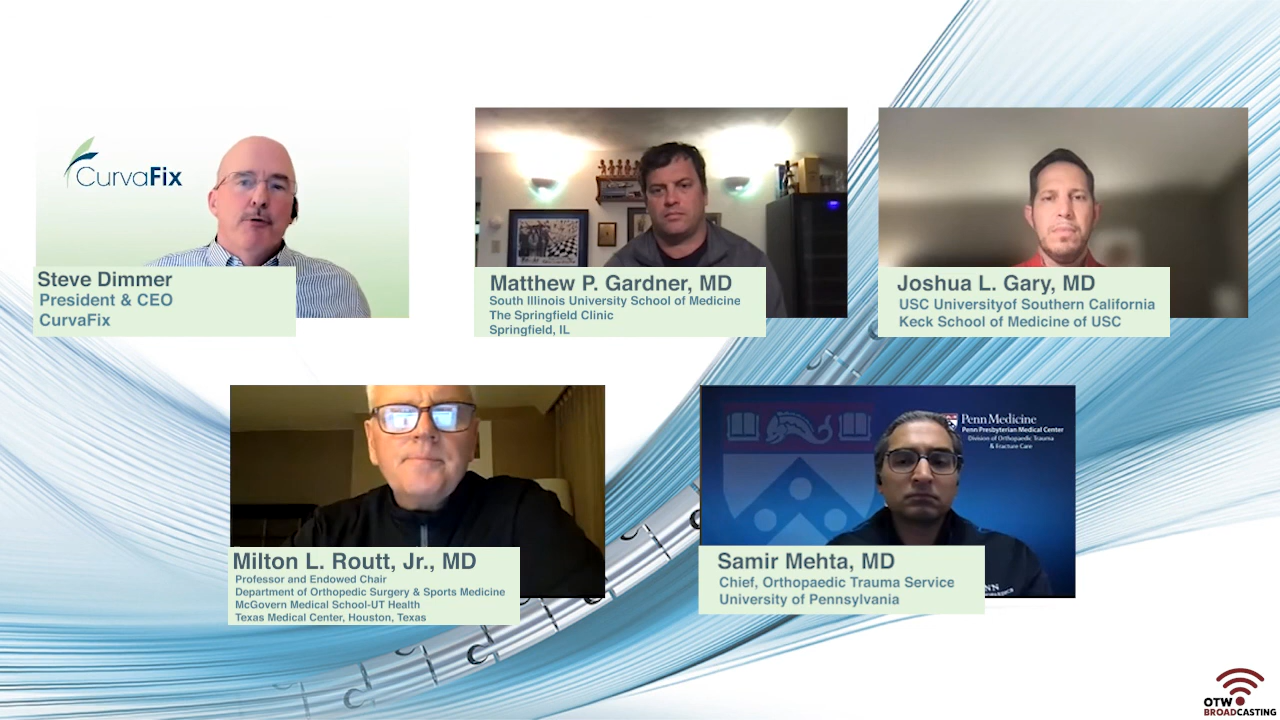 CurvaFix
Steve Dimmer
President & CEO
CurvaFix
Matthew P. Gardner, MD
South Illinois University School of Medicine
The Springfield Clinic
Springfield, IL
Joshua L. Gary, MD
USC Universityof Southern California
Keck School of Medicine of USC
Milton L. Routt, Jr., MD
Professor and Endowed Chair
Department of Orthopedic Surgery & Sports Medicine
McGovern Medical School-UT Health
Texas Medical Center, Houston, Texas
Penn Medicine
Penn Presbyterian Medical Center
Division of Orthopaedic Trauma
& Fracture Care
Samir Mehta, MD
Chief, Orthopaedic Trauma Service
University of Pennsylvania
OTW
BROADCASTING